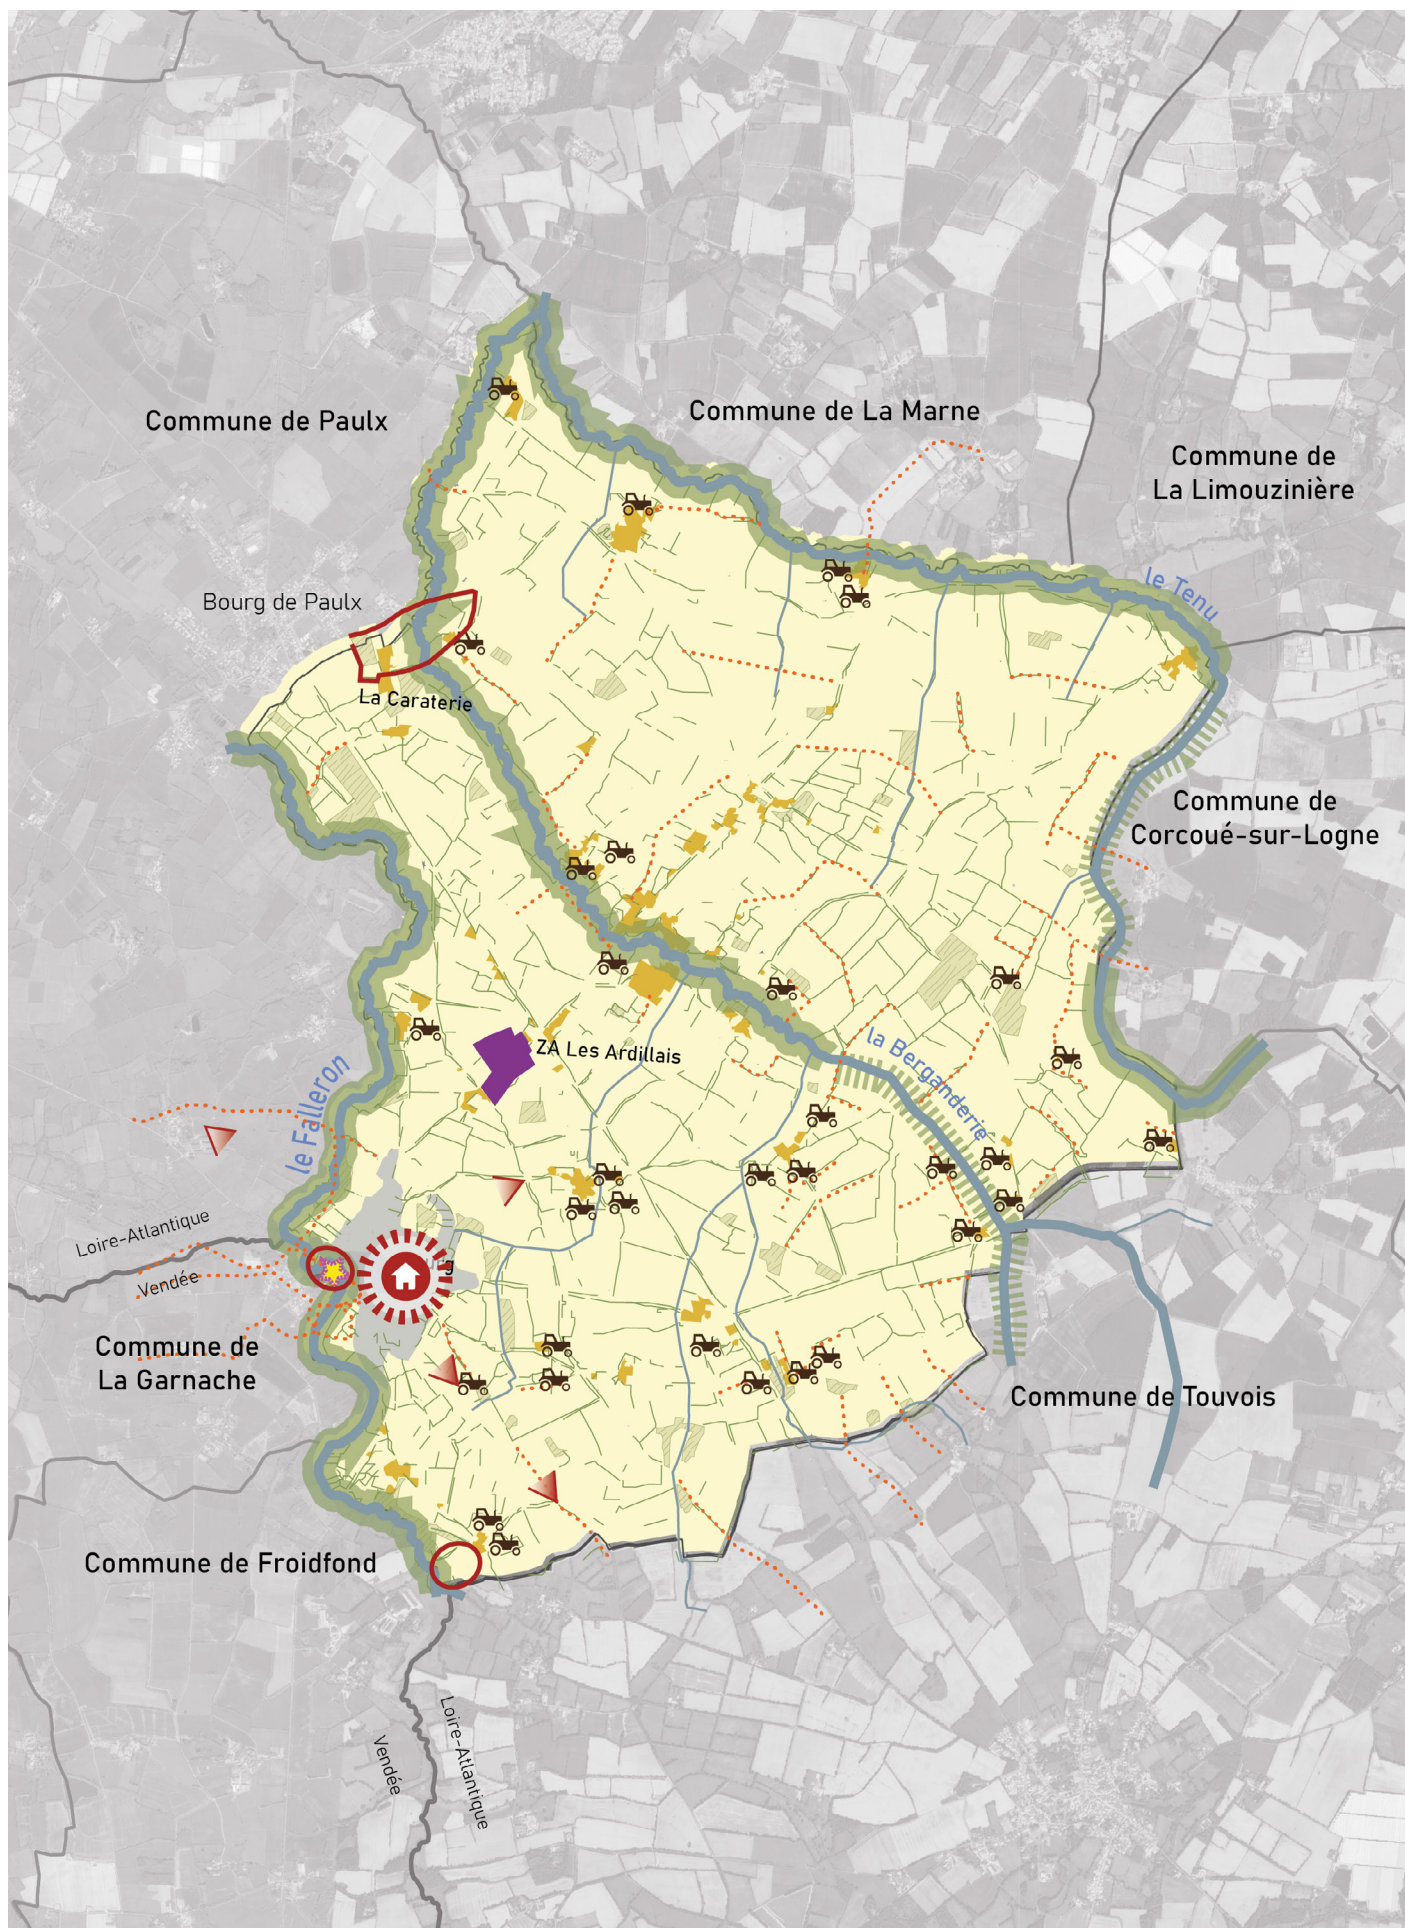 Commune de La Marne
Commune de Paulx
Commune de
La Limouzinière
le Tenu
Bourg de Paulx
La Caraterie
Commune de
Corcoué-sur-Logne
la Berganderie
ZA Les Ardillais
le Falleron
Loire-Atlantique
Vendée
Commune de
La Garnache
Commune de Touvois
Commune de Froidfond
Loire-Atlantique
Vendée